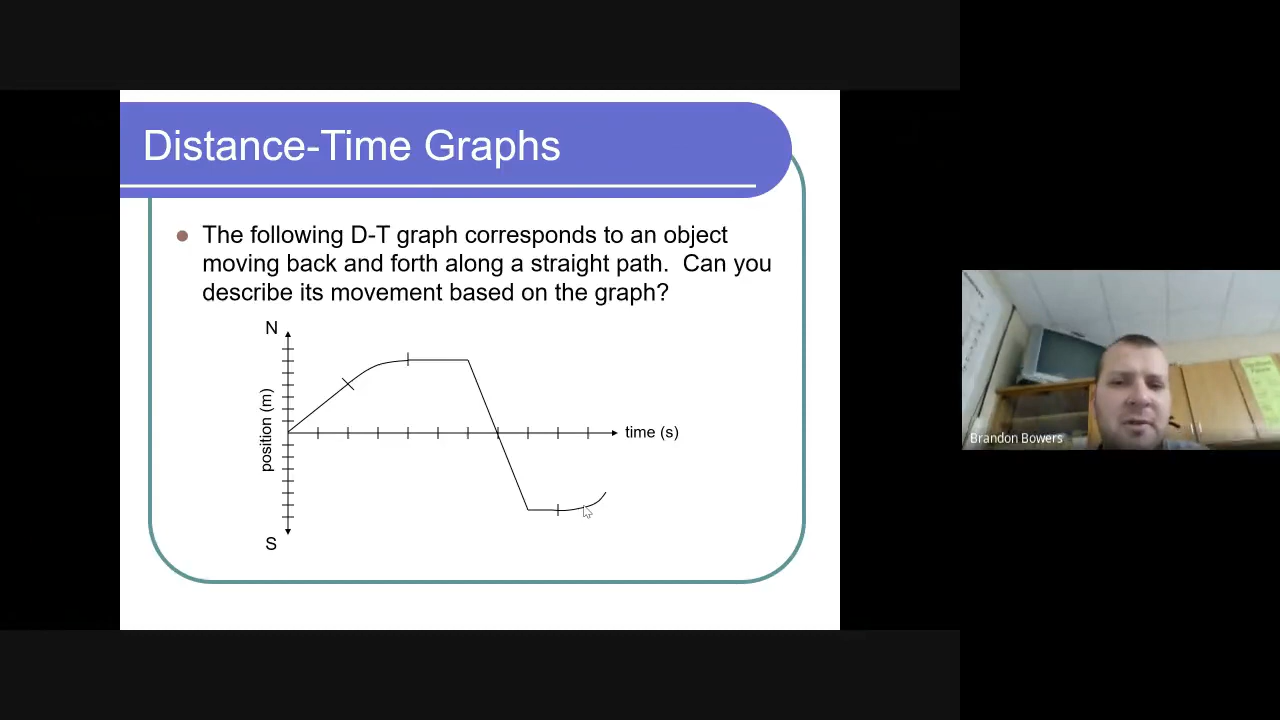 Distance-Time Graphs
The following D-T graph corresponds to an object
moving back and forth along a straight path.  Can you
describe its movement based on the graph?
N
position (m)
time (s)
S
Brandon Bowers